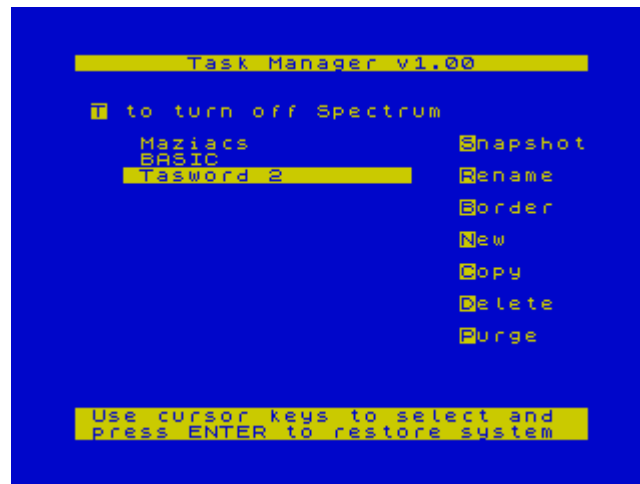 Task Manager v1.00
T to turn off Spectrum
Maziacs
BASIC
Tasword 2
Snapshot
Rename
Border
New
Copy
Delete
Purge
Use cursor keys to select and
press ENTER to restore system